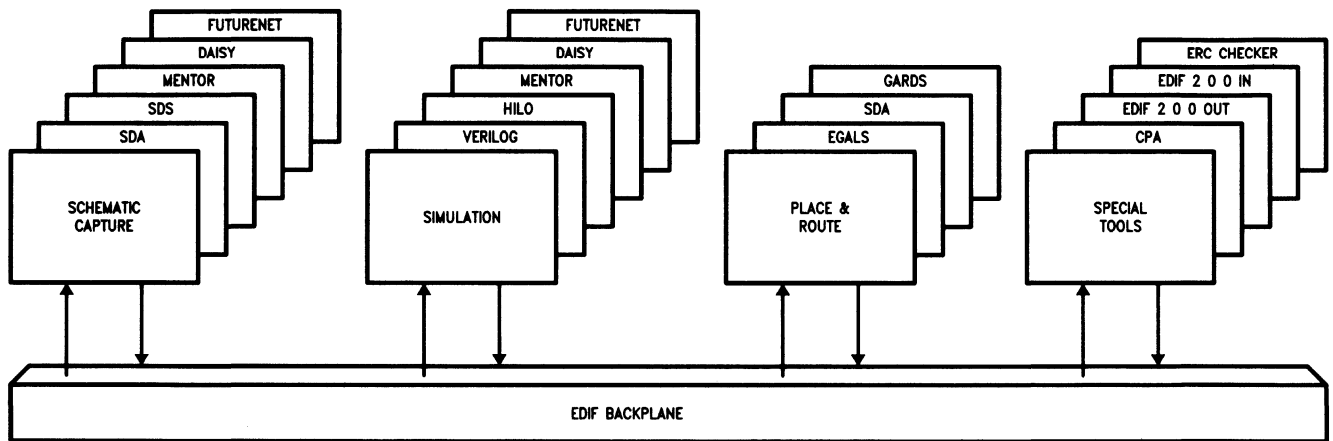 FUTURENET
DAISY
MENTOR
SDS
SDA
SCHEMATIC
CAPTURE
FUTURENET
DAISY
MENTOR
HILO
VERILOG
SIMULATION
GARDS
SDA
EGALS
PLACE &
ROUTE
ERC CHECKER
EDIF 2 0 0 IN
EDIF 2 0 0 OUT
CPA
SPECIAL
TOOLS
EDIF BACKPLANE